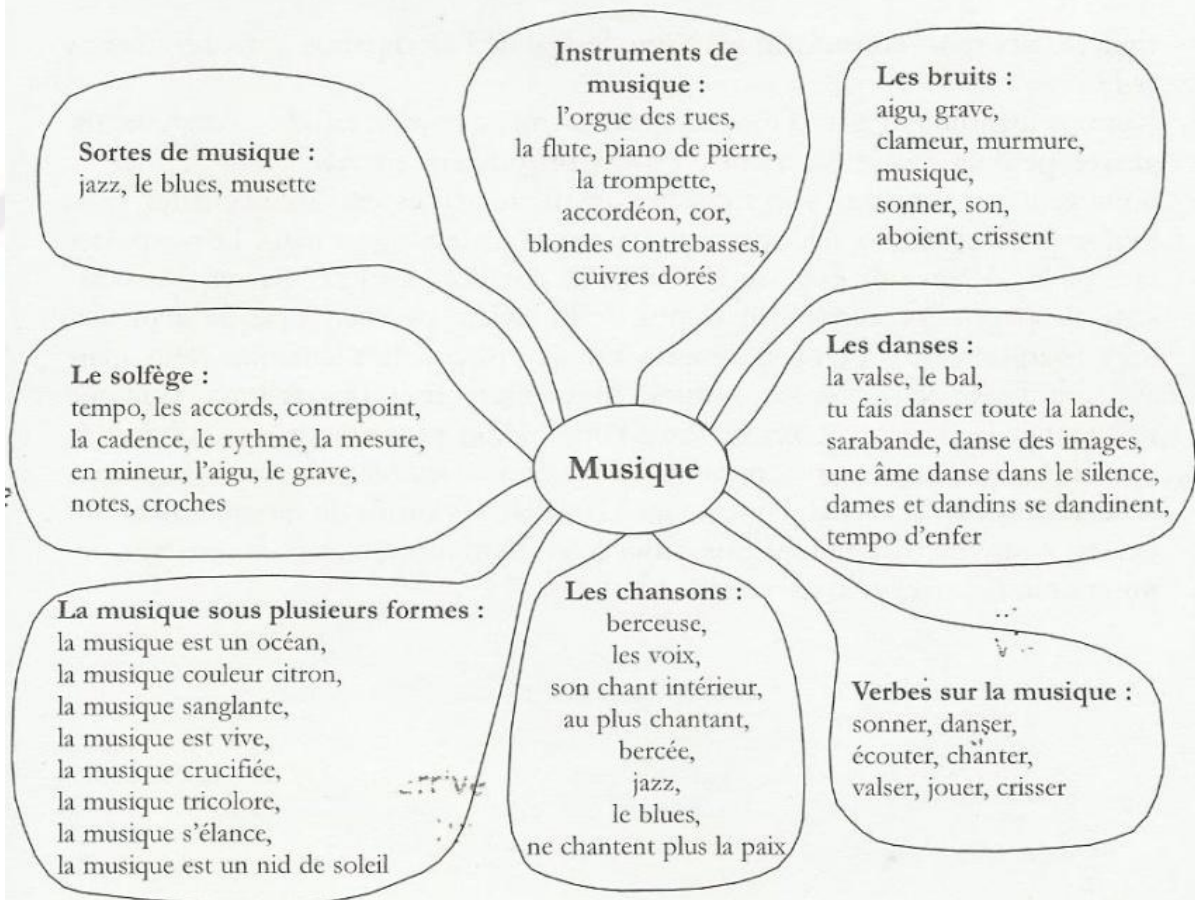 Instruments de
musique :
l'orgue des rues,
la flute, piano de pierre,
la trompette,
accordéon, cor,
blondes contrebasses,
cuivres dorés
Les bruits :
aigu, grave,
clameur, murmure,
musique,
sonner, son,
aboient, crissent
Sortes de musique :
jazz, le blues, musette
Le solfège :
tempo, les accords, contrepoint,
la cadence, le rythme, la mesure,
en mineur, l'aigu, le grave,
notes, croches
Musique
Les danses :
la valse, le bal,
tu fais danser toute la lande,
sarabande, danse des images,
une âme danse dans le silence,
dames et dandins se dandinent,
tempo d'enfer
La musique sous plusieurs formes :
la musique est un océan,
la musique couleur citron,
la musique sanglante,
la musique est vive,
la musique crucifiée,
la musique tricolore,
la musique s'élance,
la musique est un nid de soleil
Les chansons :
berceuse,
les voix,
son chant intérieur,
au plus chantant,
bercée,
jazz,
le blues,
ne chantent plus la paix
Verbes sur la musique :
sonner, danser,
écouter, chanter,
valser, jouer, crisser